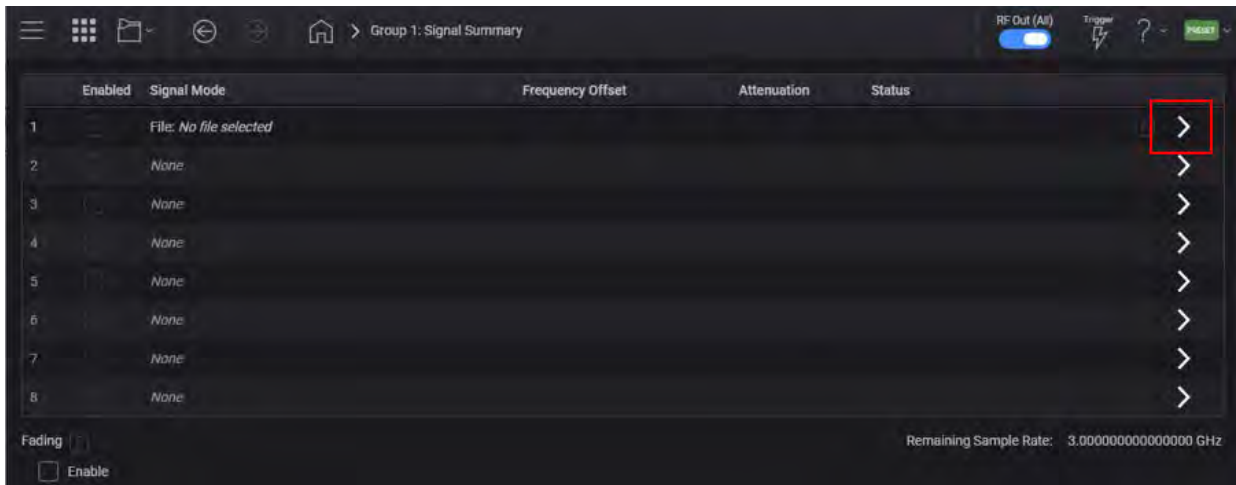 Group 1: Signal Summary
RF Out (All)
Trigger
?
PRESET
Enabled Signal Mode Frequency Offset Attenuation Status
1 File: No file selected
2 None
3 None
4 None
5 None
6 None
7 None
8 None
Fading
Remaining Sample Rate: 3.000000000000000 GHz
Enable